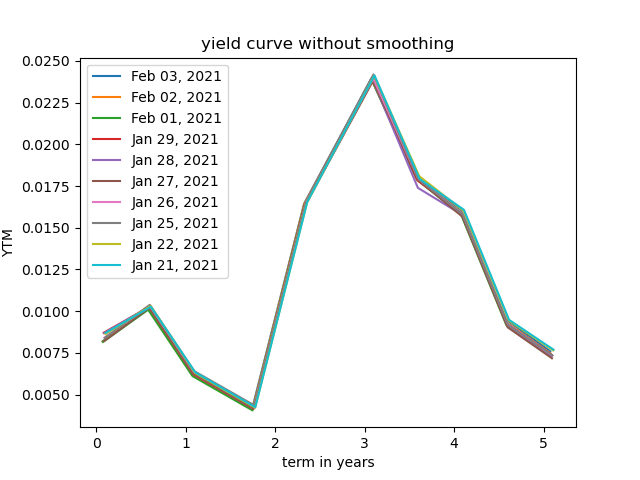 yield curve without smoothing
0.0250
0.0225
0.0200
0.0175
0.0150
0.0125
0.0100
0.0075
0.0050
YTM
Feb 03, 2021
Feb 02, 2021
Feb 01, 2021
Jan 29, 2021
Jan 28, 2021
Jan 27, 2021
Jan 26, 2021
Jan 25, 2021
Jan 22, 2021
Jan 21, 2021
0 1 2 3 4 5
term in years